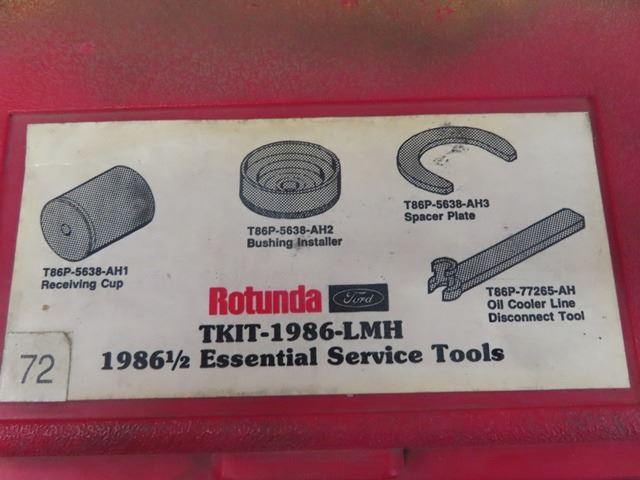 T86P-5638-AH1
Receiving Cup
T86P-5638-AH2
Bushing Installer
T86P-5638-AH3
Spacer Plate
T86P-77265-AH
Oil Cooler Line
Disconnect Tool
Rotunda Ford
TKIT-1986-LMH
1986½ Essential Service Tools
72